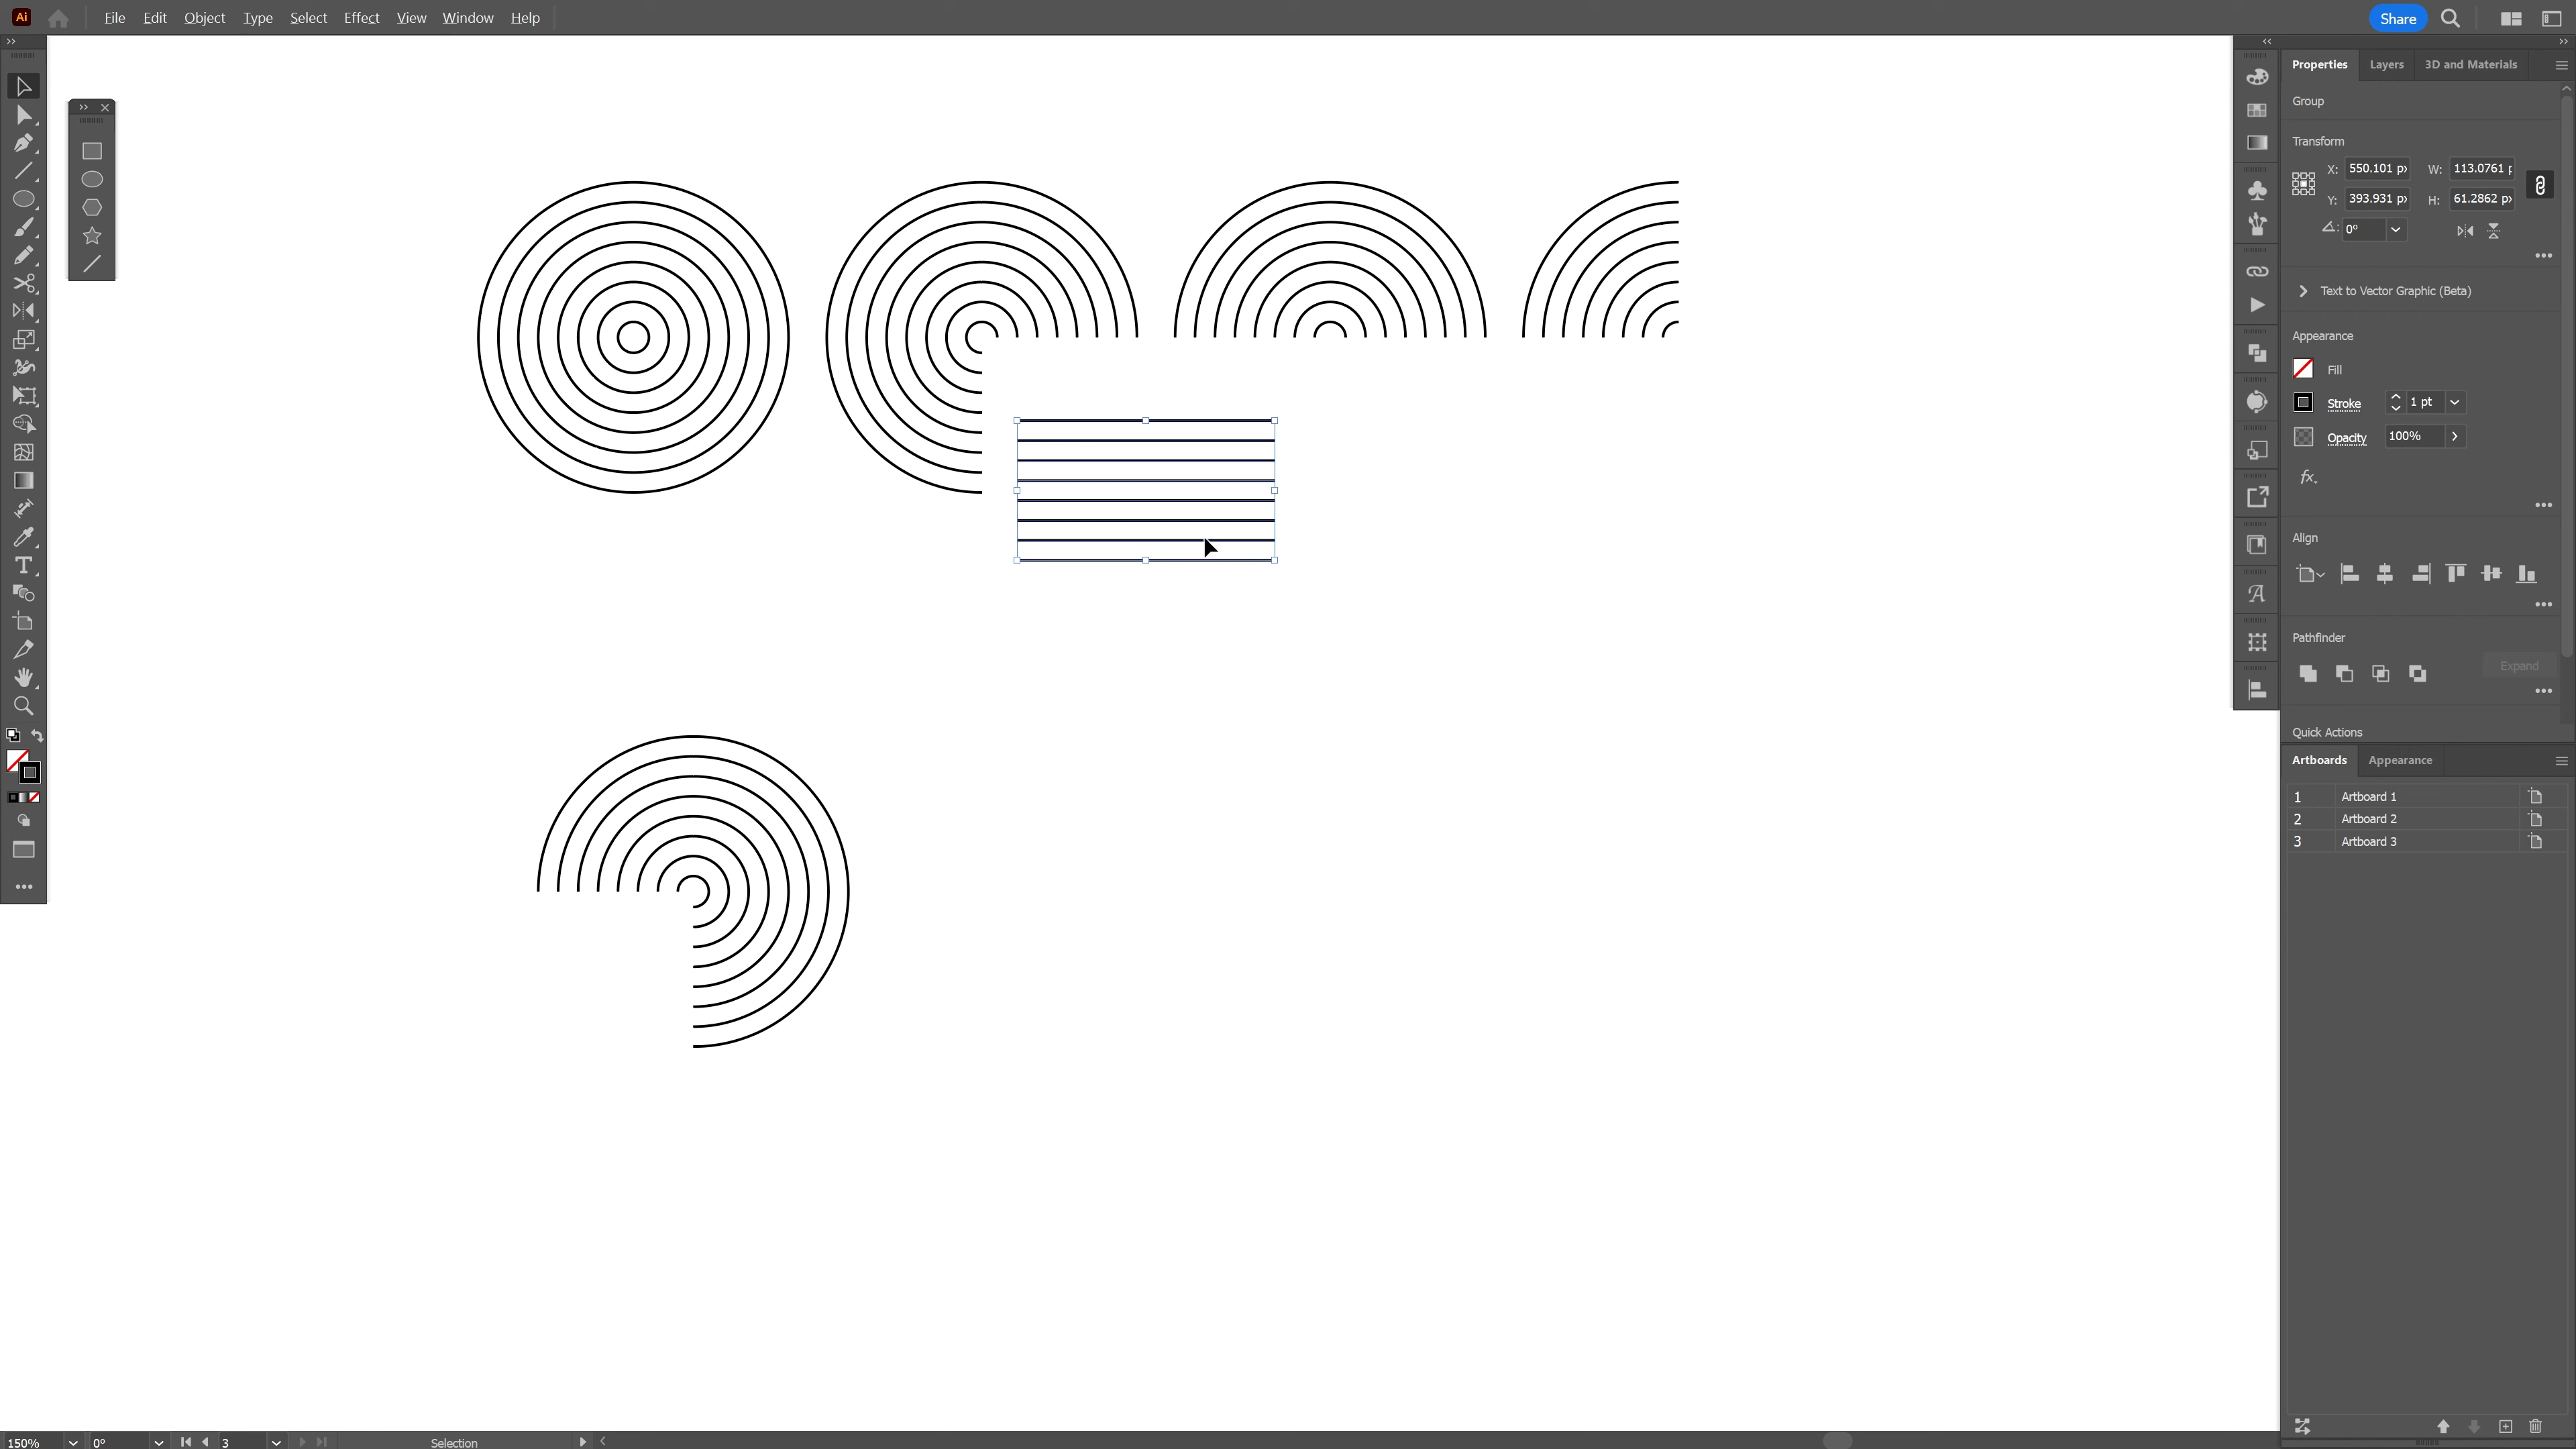 Ai File Edit Object Type Select Effect View Window Help Share
Properties Layers 3D and Materials
Group
Transform
X: 550.101 px W: 113.0761 p
Y: 393.931 px H: 61.2862 px
0°
Text to Vector Graphic (Beta)
Appearance
Fill
Stroke 1 pt
Opacity 100%
fx.
Align
Pathfinder
Expand
Quick Actions
Artboards Appearance
1 Artboard 1
2 Artboard 2
3 Artboard 3
150% 0° 3 Selection